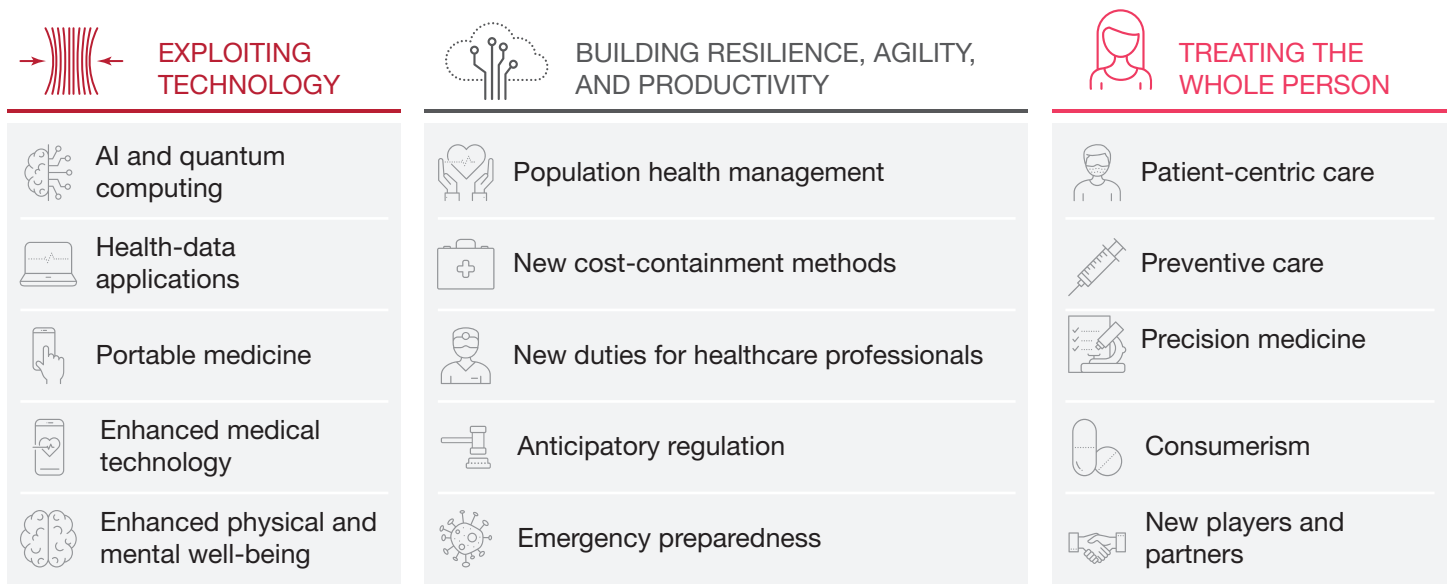 EXPLOITING
TECHNOLOGY
AI and quantum
computing
Health-data
applications
Portable medicine
Enhanced medical
technology
Enhanced physical and
mental well-being
BUILDING RESILIENCE, AGILITY,
AND PRODUCTIVITY
Population health management
New cost-containment methods
New duties for healthcare professionals
Anticipatory regulation
Emergency preparedness
TREATING THE
WHOLE PERSON
Patient-centric care
Preventive care
Precision medicine
Consumerism
New players and
partners